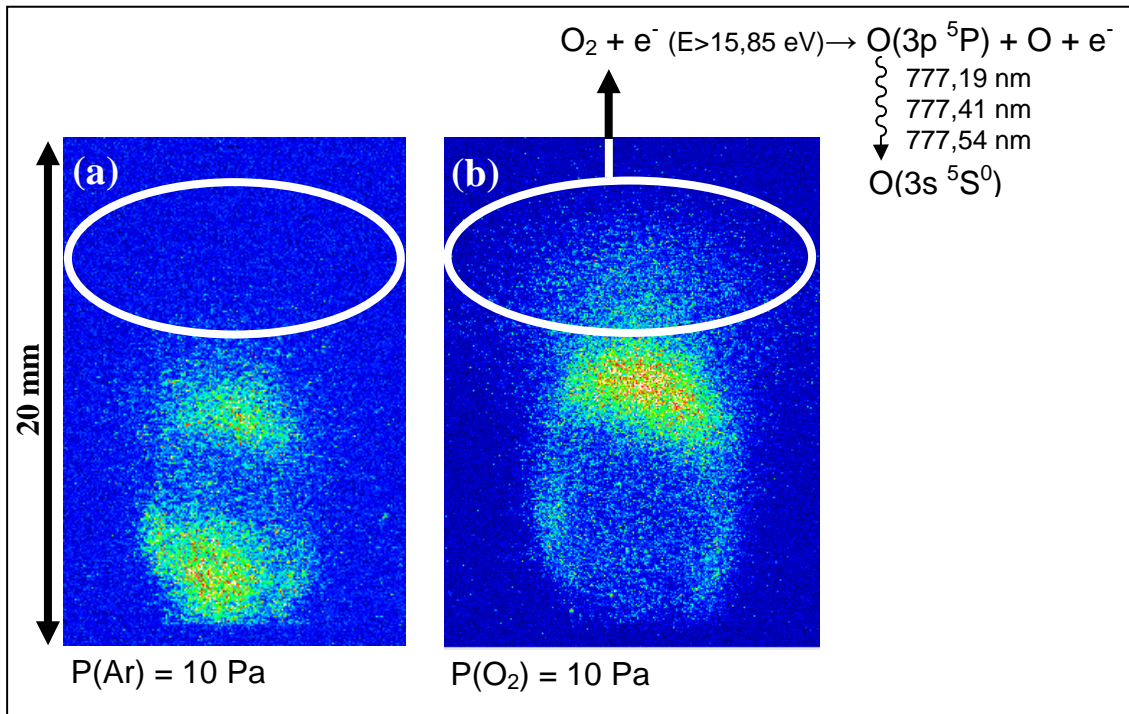 O₂ + e⁻ (E>15,85 eV)→ O(3p ⁵P) + O + e⁻
777,19 nm
777,41 nm
777,54 nm
O(3s ⁵S⁰)
(a)
(b)
20 mm
P(Ar) = 10 Pa
P(O₂) = 10 Pa